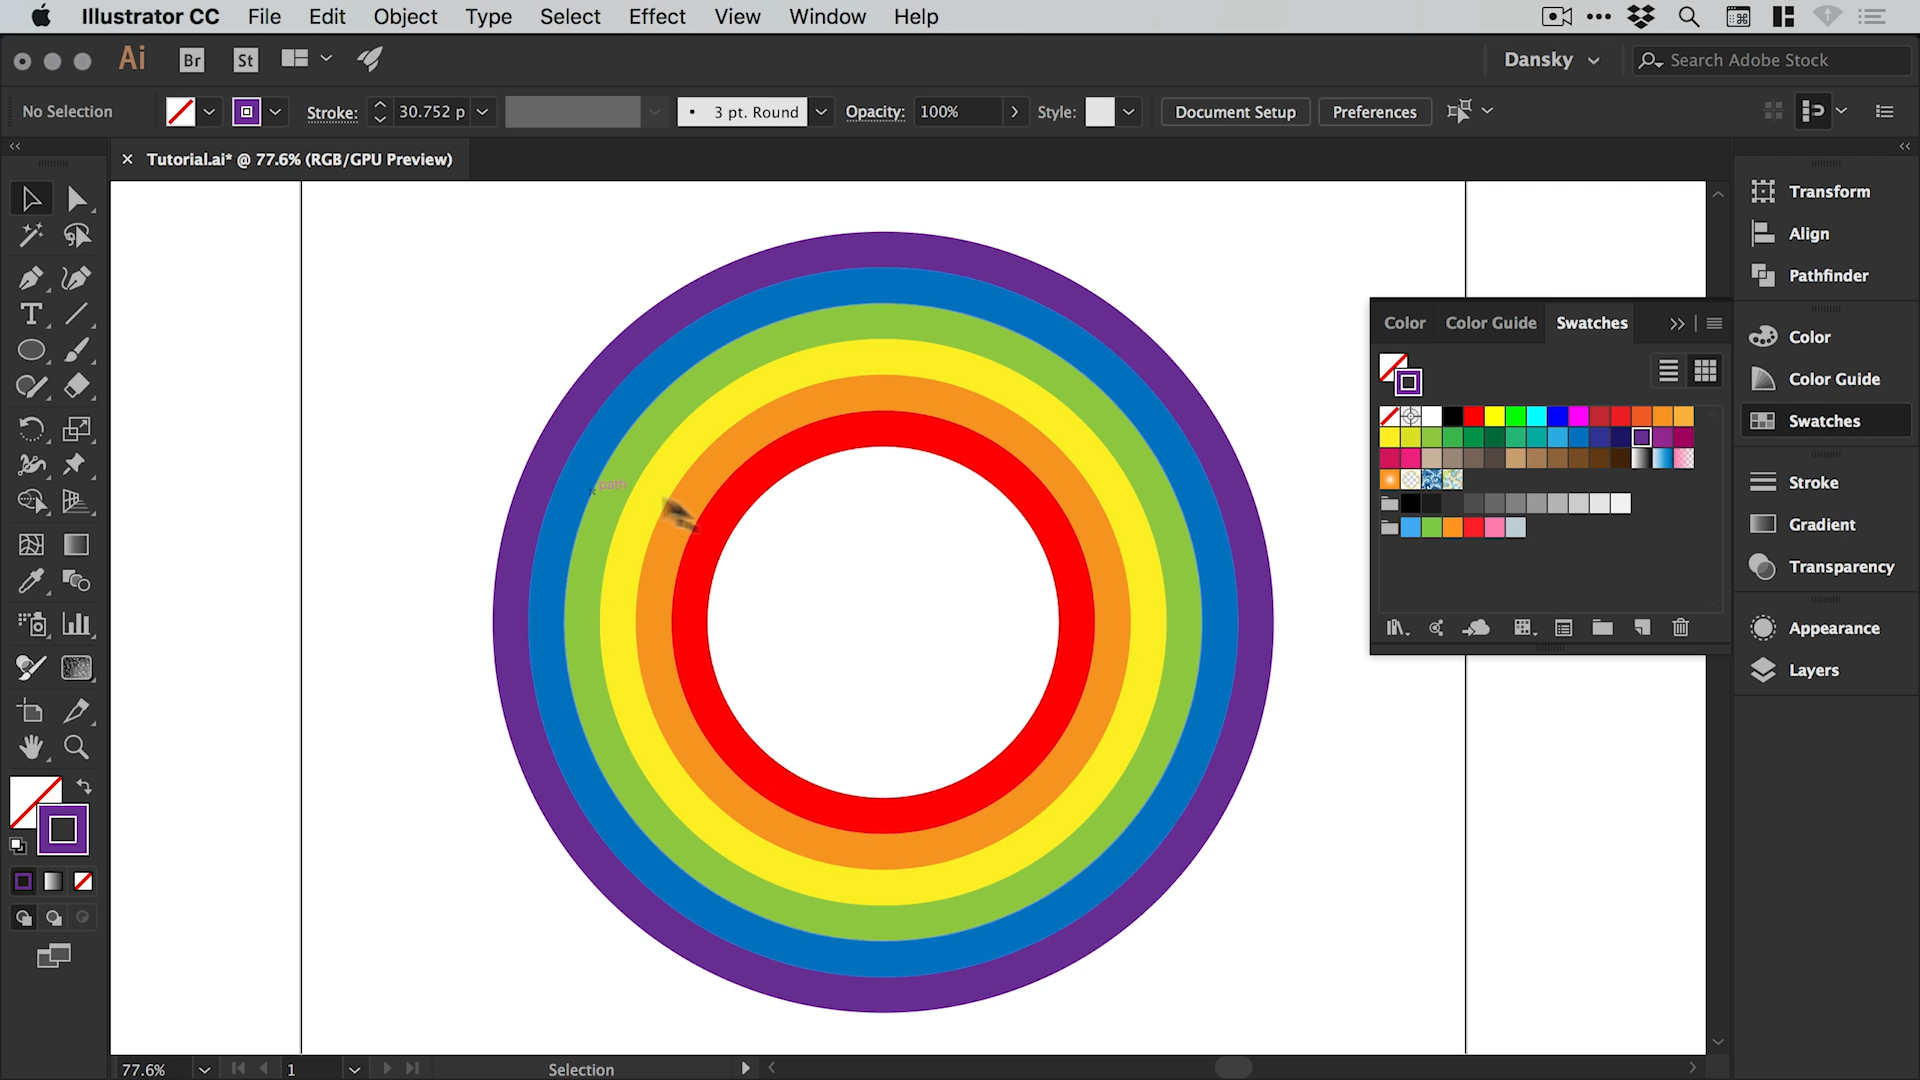 Illustrator CC File Edit Object Type Select Effect View Window Help
Ai Br St Dansky Search Adobe Stock
No Selection Stroke: 30.752 p 3 pt. Round Opacity: 100% Style: Document Setup Preferences
Tutorial.ai* @ 77.6% (RGB/GPU Preview)
Transform
Align
Pathfinder
Color Color Guide Swatches
Color
Color Guide
Swatches
Stroke
Gradient
Transparency
Appearance
Layers
path
77.6% 1 Selection